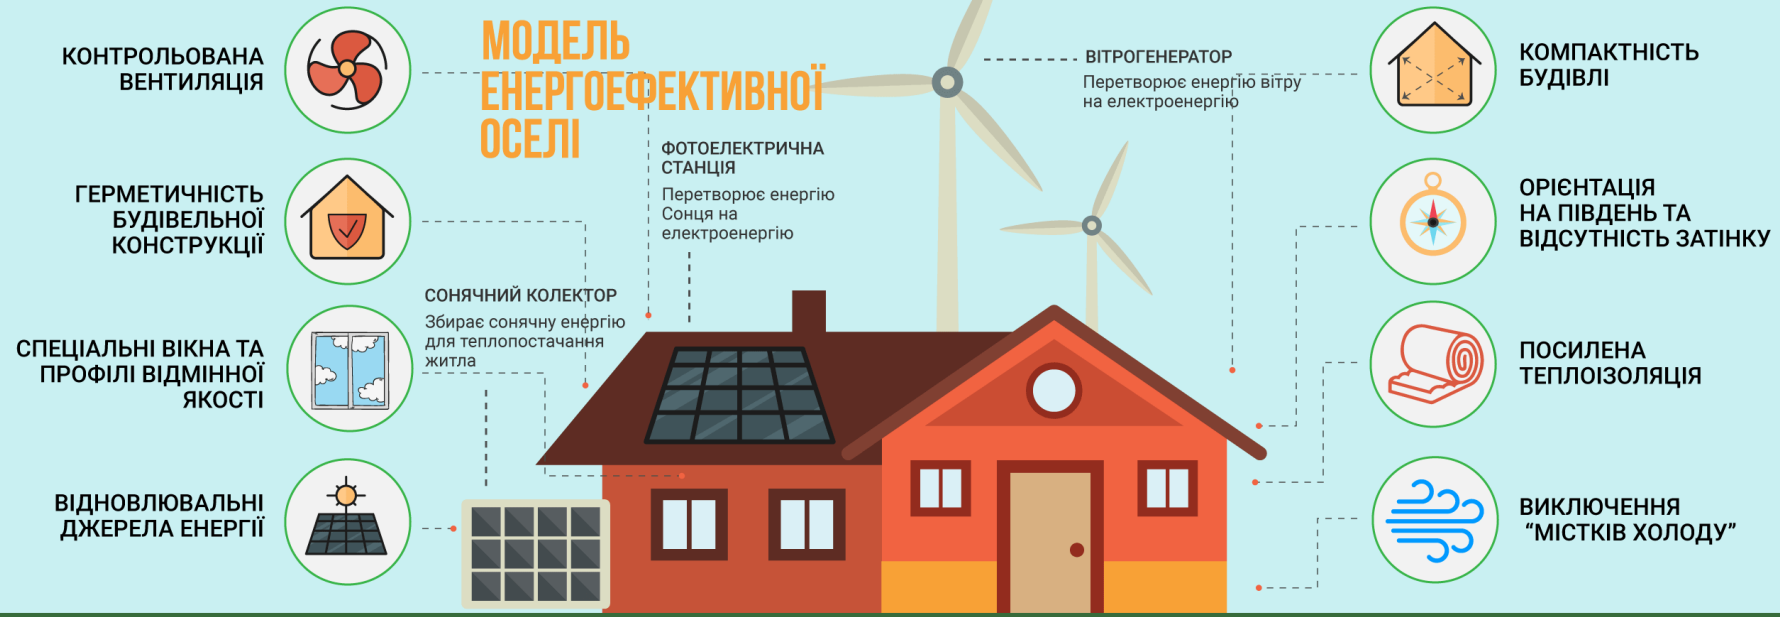 МОДЕЛЬ
ЕНЕРГОЕФЕКТИВНОЇ
ОСЕЛІ
КОНТРОЛЬОВАНА
ВЕНТИЛЯЦІЯ
ГЕРМЕТИЧНІСТЬ
БУДІВЕЛЬНОЇ
КОНСТРУКЦІЇ
СПЕЦІАЛЬНІ ВІКНА ТА
ПРОФІЛІ ВІДМІННОЇ
ЯКОСТІ
ВІДНОВЛЮВАЛЬНІ
ДЖЕРЕЛА ЕНЕРГІЇ
СОНЯЧНИЙ КОЛЕКТОР
Збирає сонячну енергію
для теплопостачання
житла
ФОТОЕЛЕКТРИЧНА
СТАНЦІЯ
Перетворює енергію
Сонця на
електроенергію
ВІТРОГЕНЕРАТОР
Перетворює енергію вітру
на електроенергію
КОМПАКТНІСТЬ
БУДІВЛІ
ОРІЄНТАЦІЯ
НА ПІВДЕНЬ ТА
ВІДСУТНІСТЬ ЗАТІНКУ
ПОСИЛЕНА
ТЕПЛОІЗОЛЯЦІЯ
ВИКЛЮЧЕННЯ
“МІСТКІВ ХОЛОДУ”